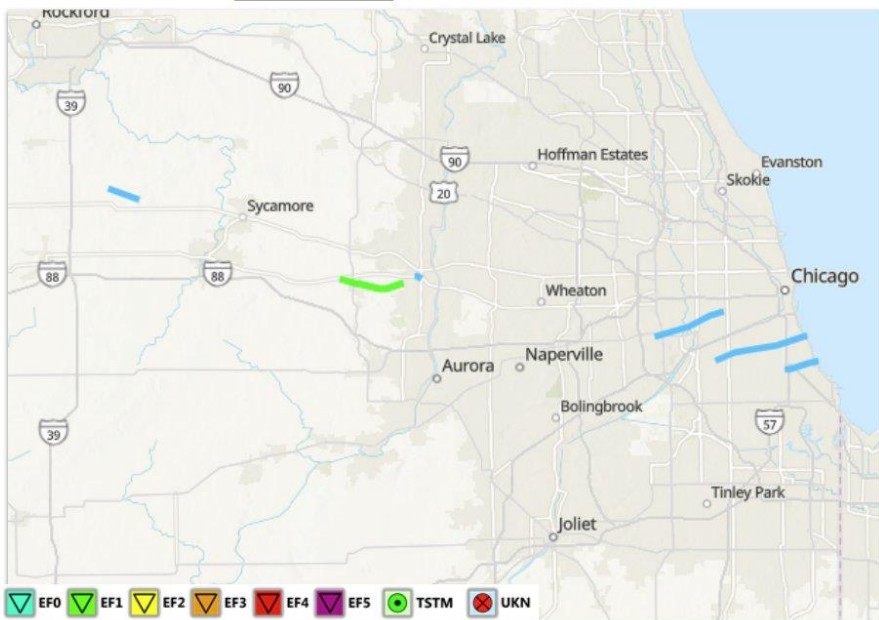 Rockford
Crystal Lake
90
39
Hoffman Estates
90
Evanston
Skokie
20
Sycamore
88
88
Chicago
Wheaton
Naperville
Aurora
Bolingbrook
57
39
Tinley Park
Joliet
EF0 EF1 EF2 EF3 EF4 EF5 TSTM UKN